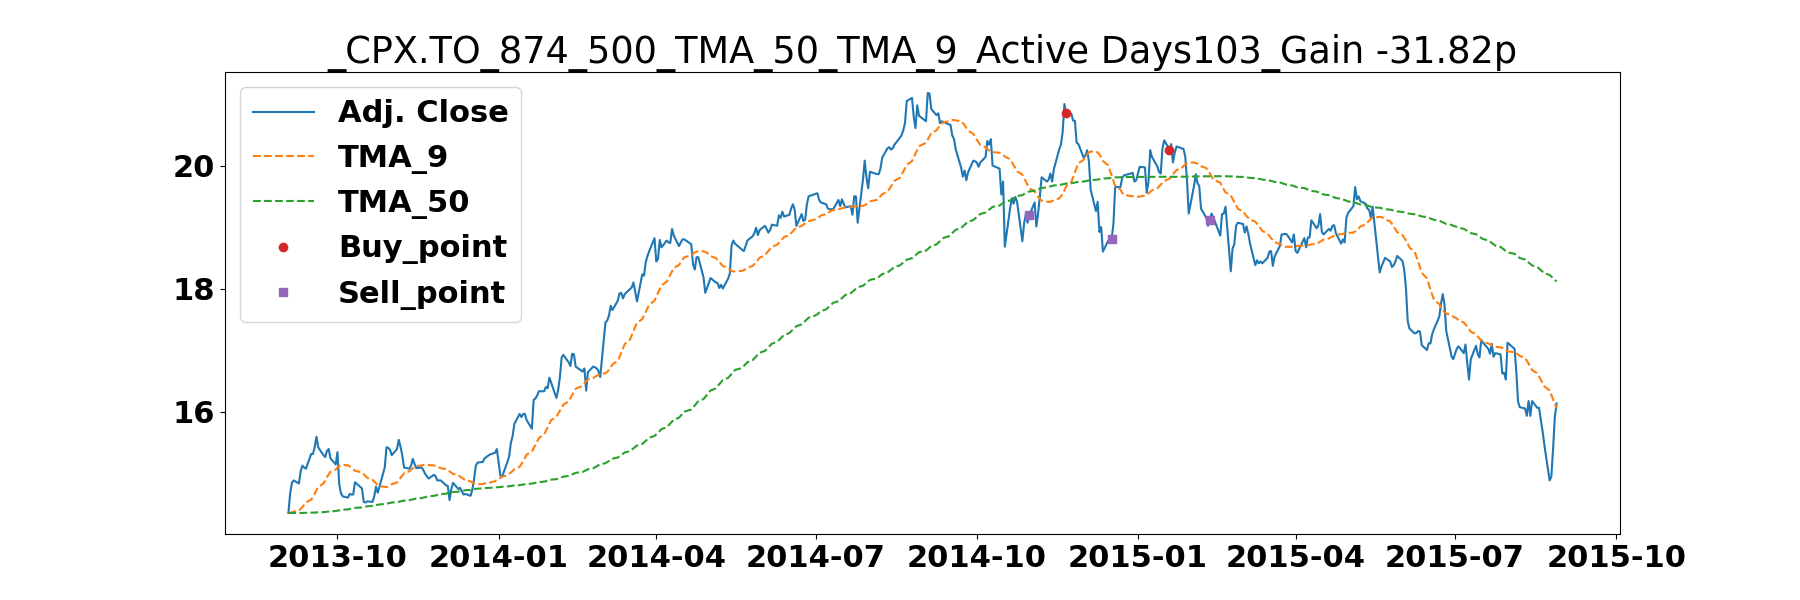 _CPX.TO_874_500_TMA_50_TMA_9_Active Days103_Gain -31.82p
Adj. Close
TMA_9
TMA_50
Buy_point
Sell_point
20
18
16
2013-10 2014-01 2014-04 2014-07 2014-10 2015-01 2015-04 2015-07 2015-10